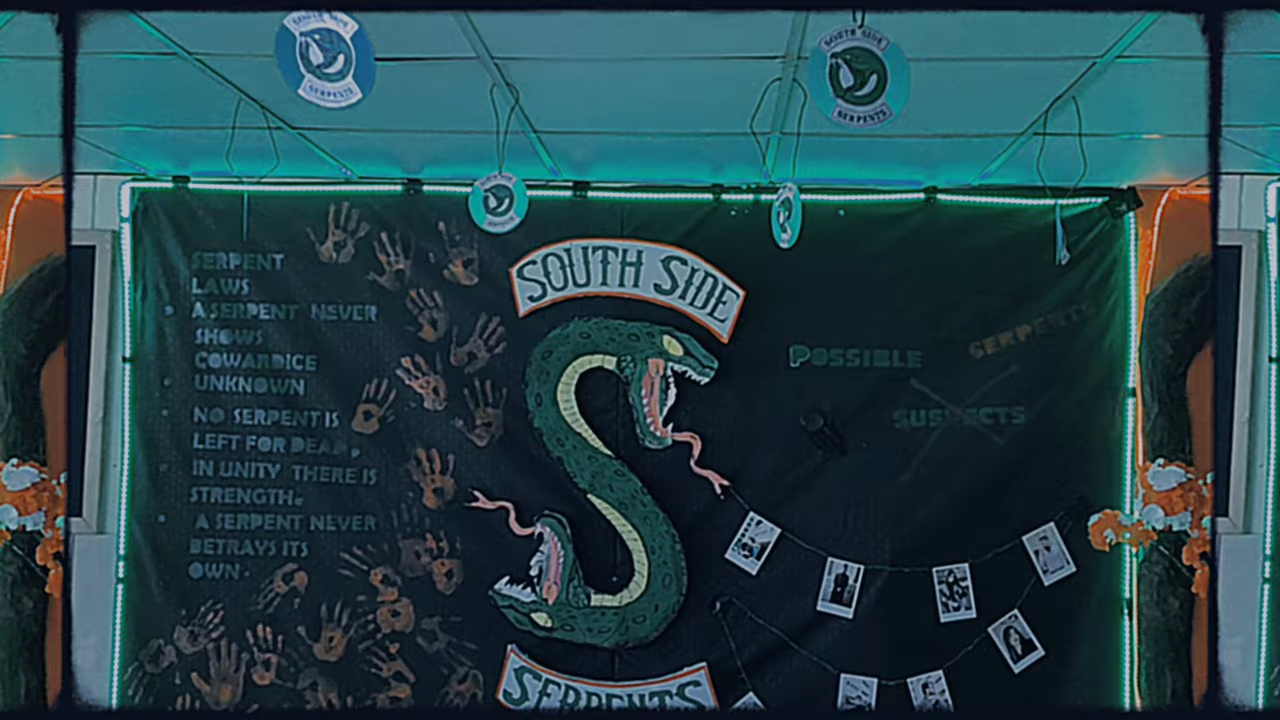 SOUTH SIDE
SERPENTS
SOUTH SIDE
SERPENTS
SERPENT
LAWS
• A SERPENT NEVER
SHOWS
COWARDICE
• UNKNOWN
• NO SERPENT IS
LEFT FOR DEAD.
• IN UNITY THERE IS
STRENGTH.
• A SERPENT NEVER
BETRAYS ITS
OWN.
SOUTH SIDE
SERPENTS
POSSIBLE
SERPENTS
SUSPECTS